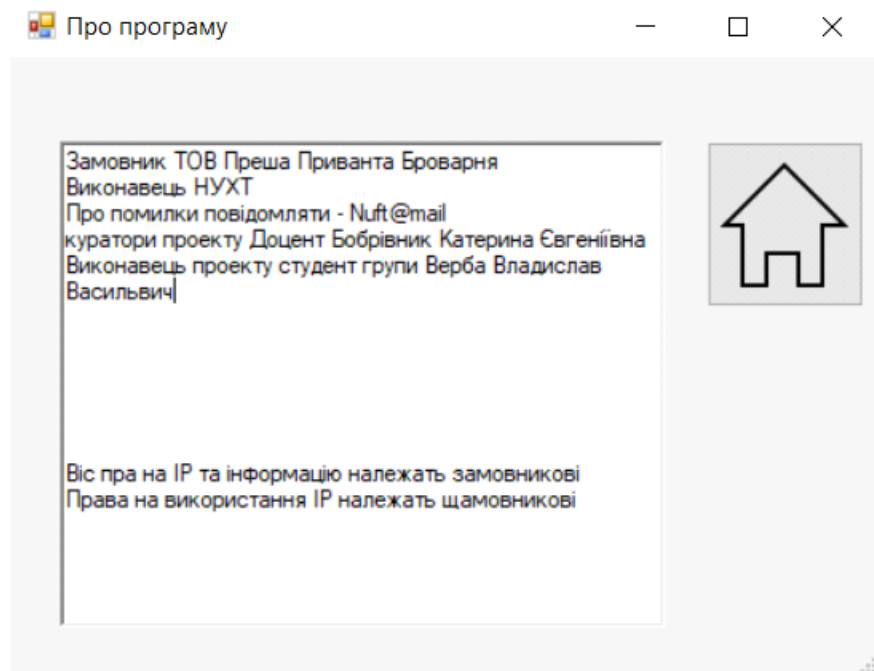 Про програму
Замовник ТОВ Преша Приванта Броварня
Виконавець НУХТ
Про помилки повідомляти - Nuft@mail
куратори проекту Доцент Бобрівник Катерина Євгеніївна
Виконавець проекту студент групи Верба Владислав
Васильвич
Віс пра на ІР та інформацію належать замовникові
Права на використання ІР належать щамовникові